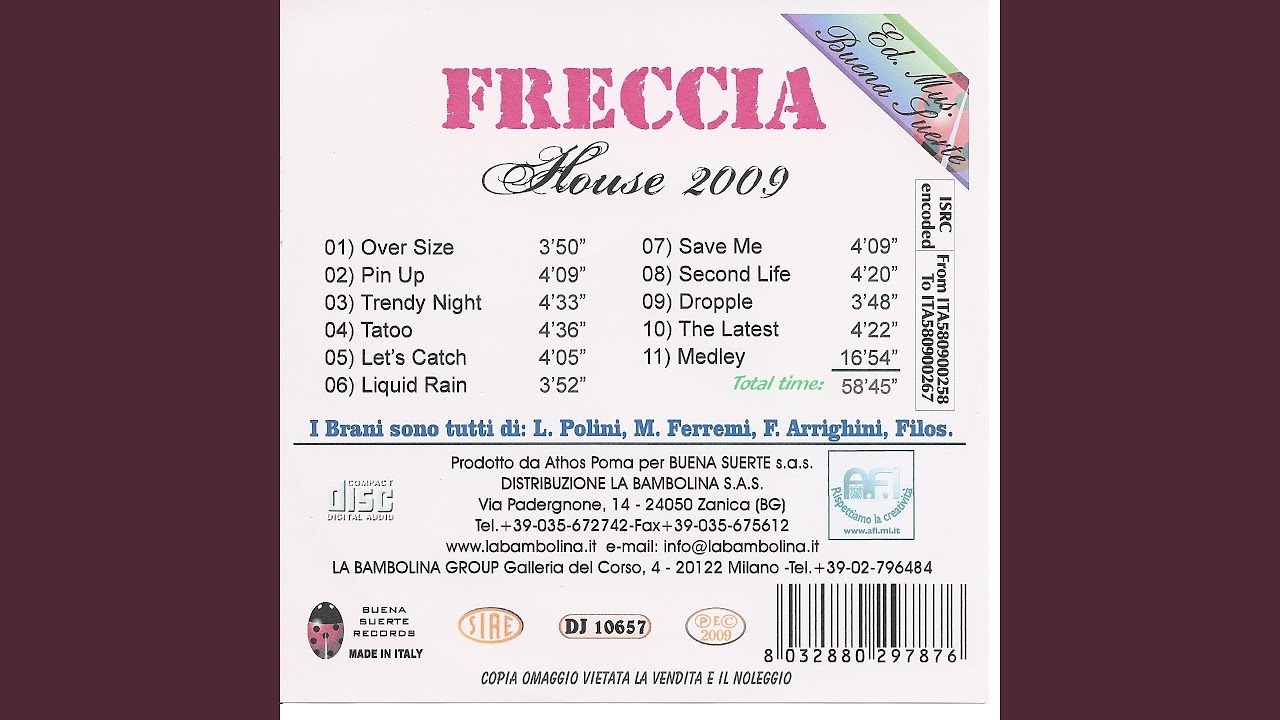 Ed. Mus.
Buena Suerte
FRECCIA
House 2009
ISRC
encoded
From ITA580900258
To ITA580900267
01) Over Size 3’50”
02) Pin Up 4’09”
03) Trendy Night 4’33”
04) Tatoo 4’36”
05) Let’s Catch 4’05”
06) Liquid Rain 3’52”
07) Save Me 4’09”
08) Second Life 4’20”
09) Dropple 3’48”
10) The Latest 4’22”
11) Medley 16’54”
Total time: 58’45”
I Brani sono tutti di: L. Polini, M. Ferremi, F. Arrighini, Filos.
COMPACT
disc
DIGITAL AUDIO
Prodotto da Athos Poma per BUENA SUERTE s.a.s.
DISTRIBUZIONE LA BAMBOLINA S.A.S.
Via Padergnone, 14 - 24050 Zanica (BG)
Tel.+39-035-672742-Fax+39-035-675612
www.labambolina.it e-mail: info@labambolina.it
LA BAMBOLINA GROUP Galleria del Corso, 4 - 20122 Milano -Tel.+39-02-796484
A.F.I
Rispettiamo la creatività
www.afi.mi.it
BUENA
SUERTE
RECORDS
MADE IN ITALY
SIAE
DJ 10657
PEC
2009
8 032880 297876
COPIA OMAGGIO VIETATA LA VENDITA E IL NOLEGGIO